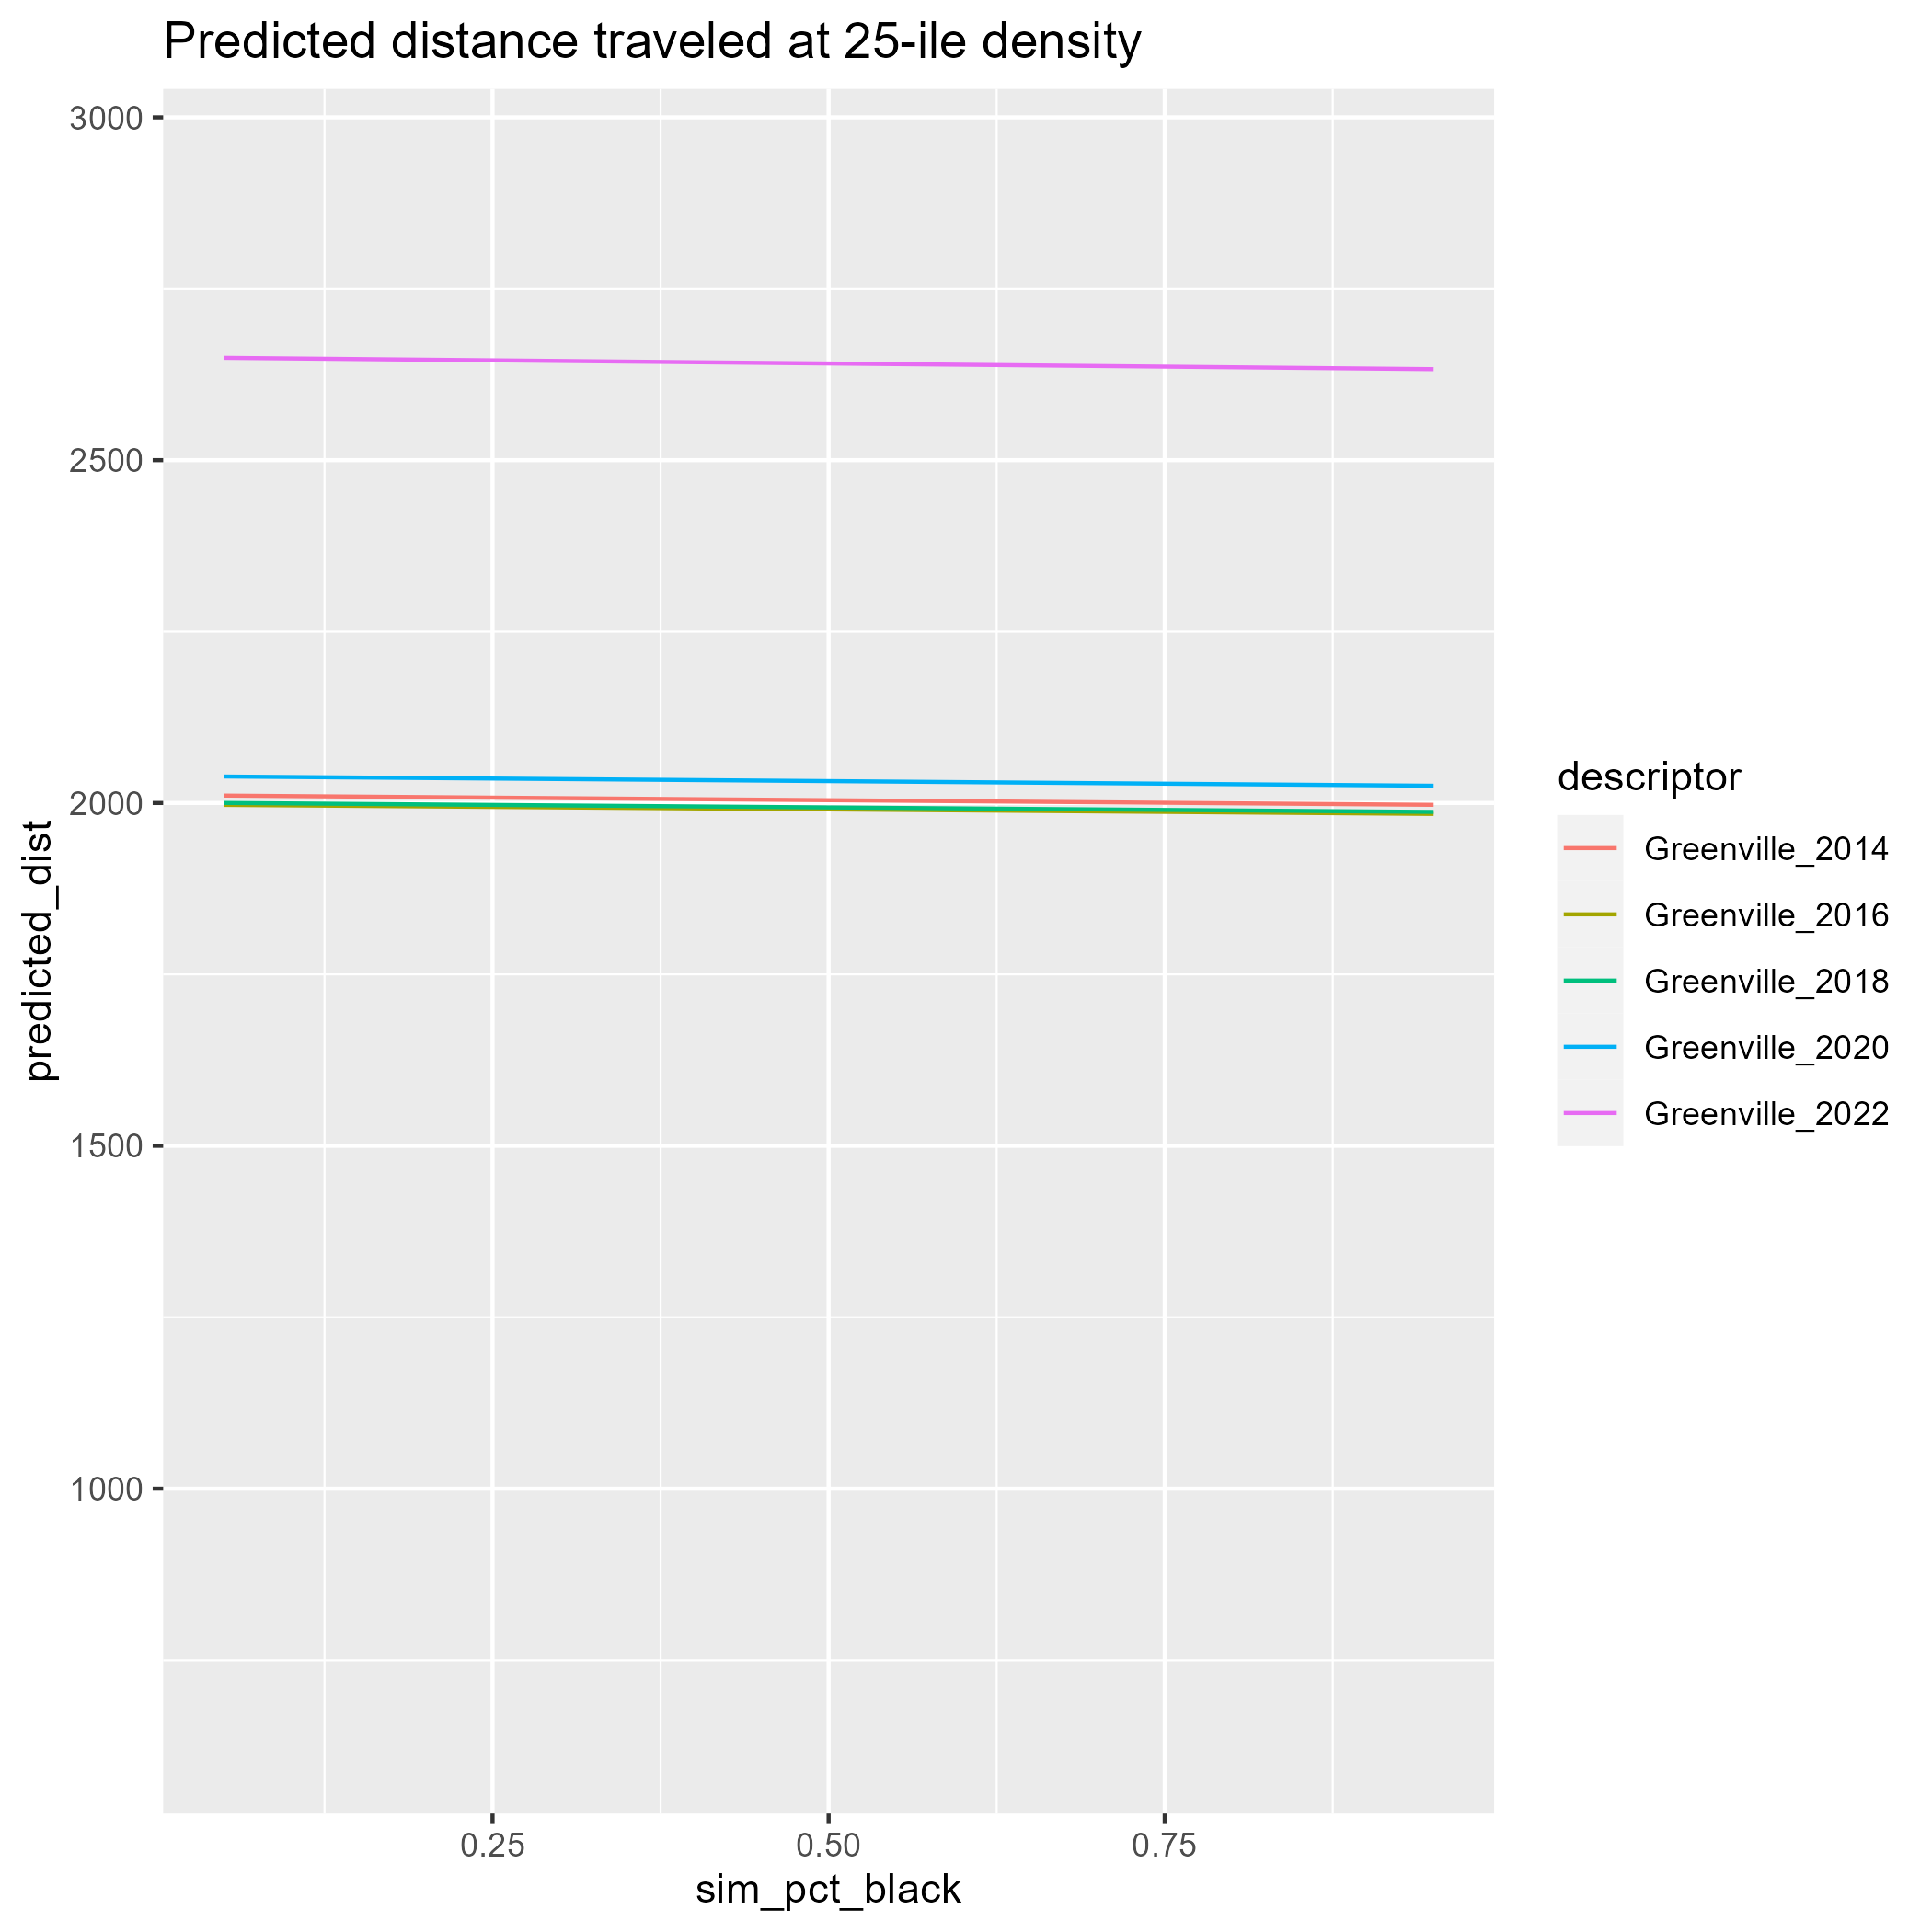 Predicted distance traveled at 25-ile density
3000
2500
2000
1500
1000
predicted_dist
0.25 0.50 0.75
sim_pct_black
descriptor
Greenville_2014
Greenville_2016
Greenville_2018
Greenville_2020
Greenville_2022